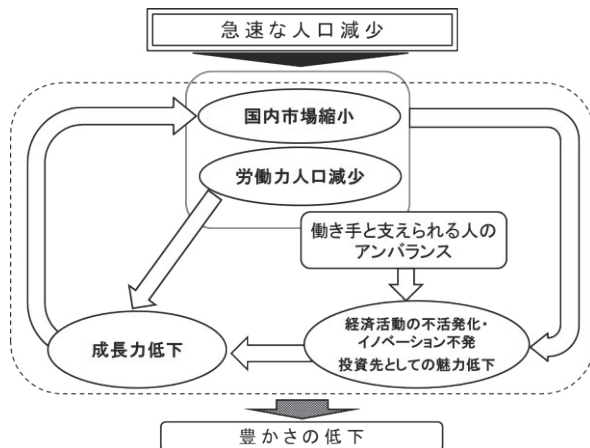 急速な人口減少
国内市場縮小
労働力人口減少
働き手と支えられる人の
アンバランス
経済活動の不活発化・
イノベーション不発
投資先としての魅力低下
成長力低下
豊かさの低下